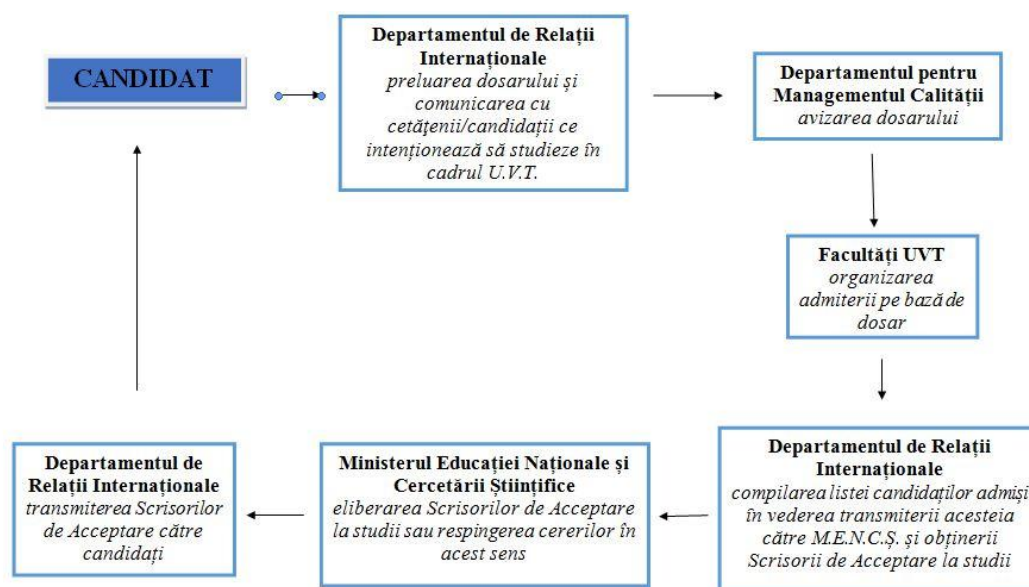 CANDIDAT
Departamentul de Relații
Internaționale
preluarea dosarului și
comunicarea cu
cetățenii/candidații ce
intenționează să studieze în
cadrul U.V.T.
Departamentul pentru
Managementul Calității
avizarea dosarului
Facultăți UVT
organizarea
admiterii pe bază de
dosar
Departamentul de Relații
Internaționale
compilarea listei candidaților admiși
în vederea transmiterii acesteia
către M.E.N.C.Ș. și obținerii
Scrisorii de Acceptare la studii
Ministerul Educației Naționale și
Cercetării Științifice
eliberarea Scrisorilor de Acceptare
la studii sau respingerea cererilor în
acest sens
Departamentul de
Relații Internaționale
transmiterea Scrisorilor
de Acceptare către
candidați